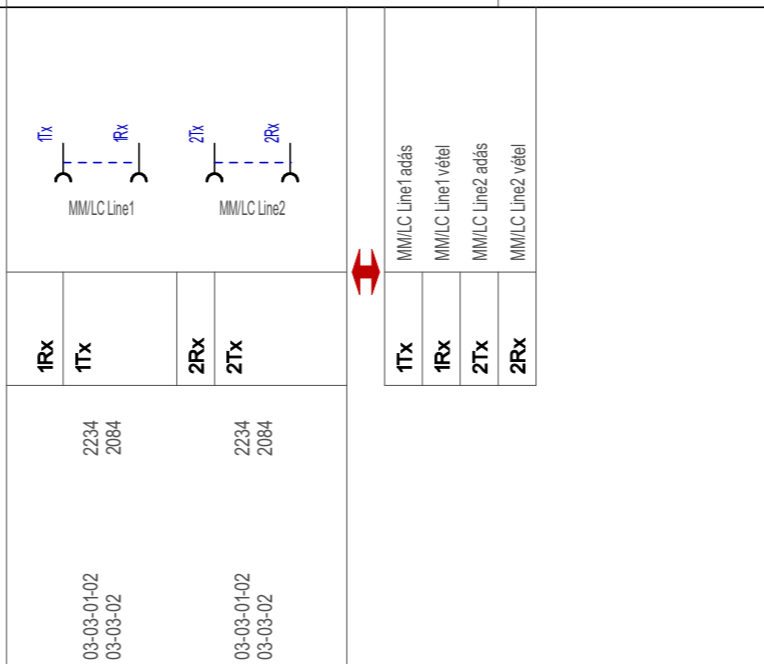 1Tx
1Rx
2Tx
2Rx
MM/LC Line1
MM/LC Line2
MM/LC Line1 adás
MM/LC Line1 vétel
MM/LC Line2 adás
MM/LC Line2 vétel
1Rx
1Tx
2Rx
2Tx
1Tx
1Rx
2Tx
2Rx
2234
2084
2234
2084
03-03-01-02
03-03-02
03-03-01-02
03-03-02